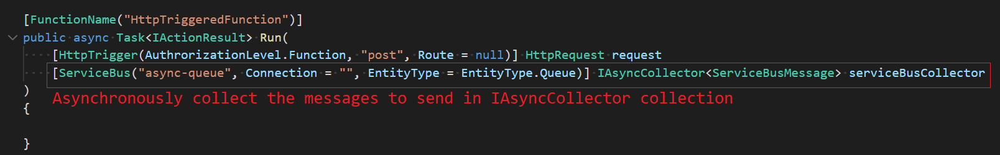 [FunctionName("HttpTriggeredFunction")]
public async Task<IActionResult> Run(
[HttpTrigger(AuthrorizationLevel.Function, "post", Route = null)] HttpRequest request
[ServiceBus("async-queue", Connection = "", EntityType = EntityType.Queue)] IAsyncCollector<ServiceBusMessage> serviceBusCollector
)
Asynchronously collect the messages to send in IAsyncCollector collection
{
}